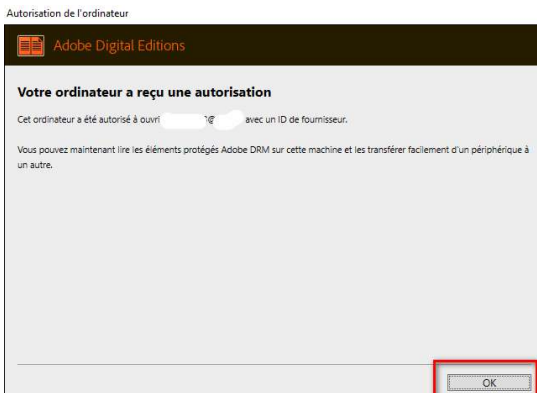 Autorisation de l'ordinateur
Adobe Digital Editions
Votre ordinateur a reçu une autorisation
Cet ordinateur a été autorisé à ouvri @ avec un ID de fournisseur.
Vous pouvez maintenant lire les éléments protégés Adobe DRM sur cette machine et les transférer facilement d'un périphérique à
un autre.
OK